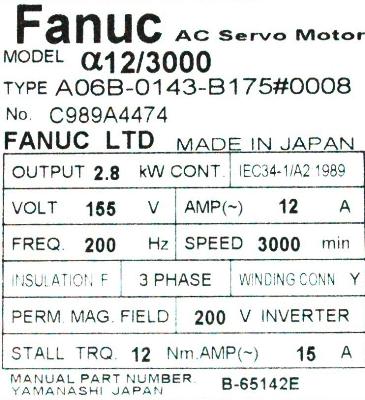 Fanuc AC Servo Motor
MODEL α12/3000
TYPE A06B-0143-B175#0008
No. C989A4474
FANUC LTD MADE IN JAPAN
OUTPUT 2.8 kW CONT. IEC34-1/A2 1989
VOLT 155 V AMP(~) 12 A
FREQ. 200 Hz SPEED 3000 min
INSULATION F 3 PHASE WINDING CONN Y
PERM. MAG. FIELD 200 V INVERTER
STALL TRQ. 12 Nm.AMP(~) 15 A
MANUAL PART NUMBER. B-65142E
YAMANASHI JAPAN